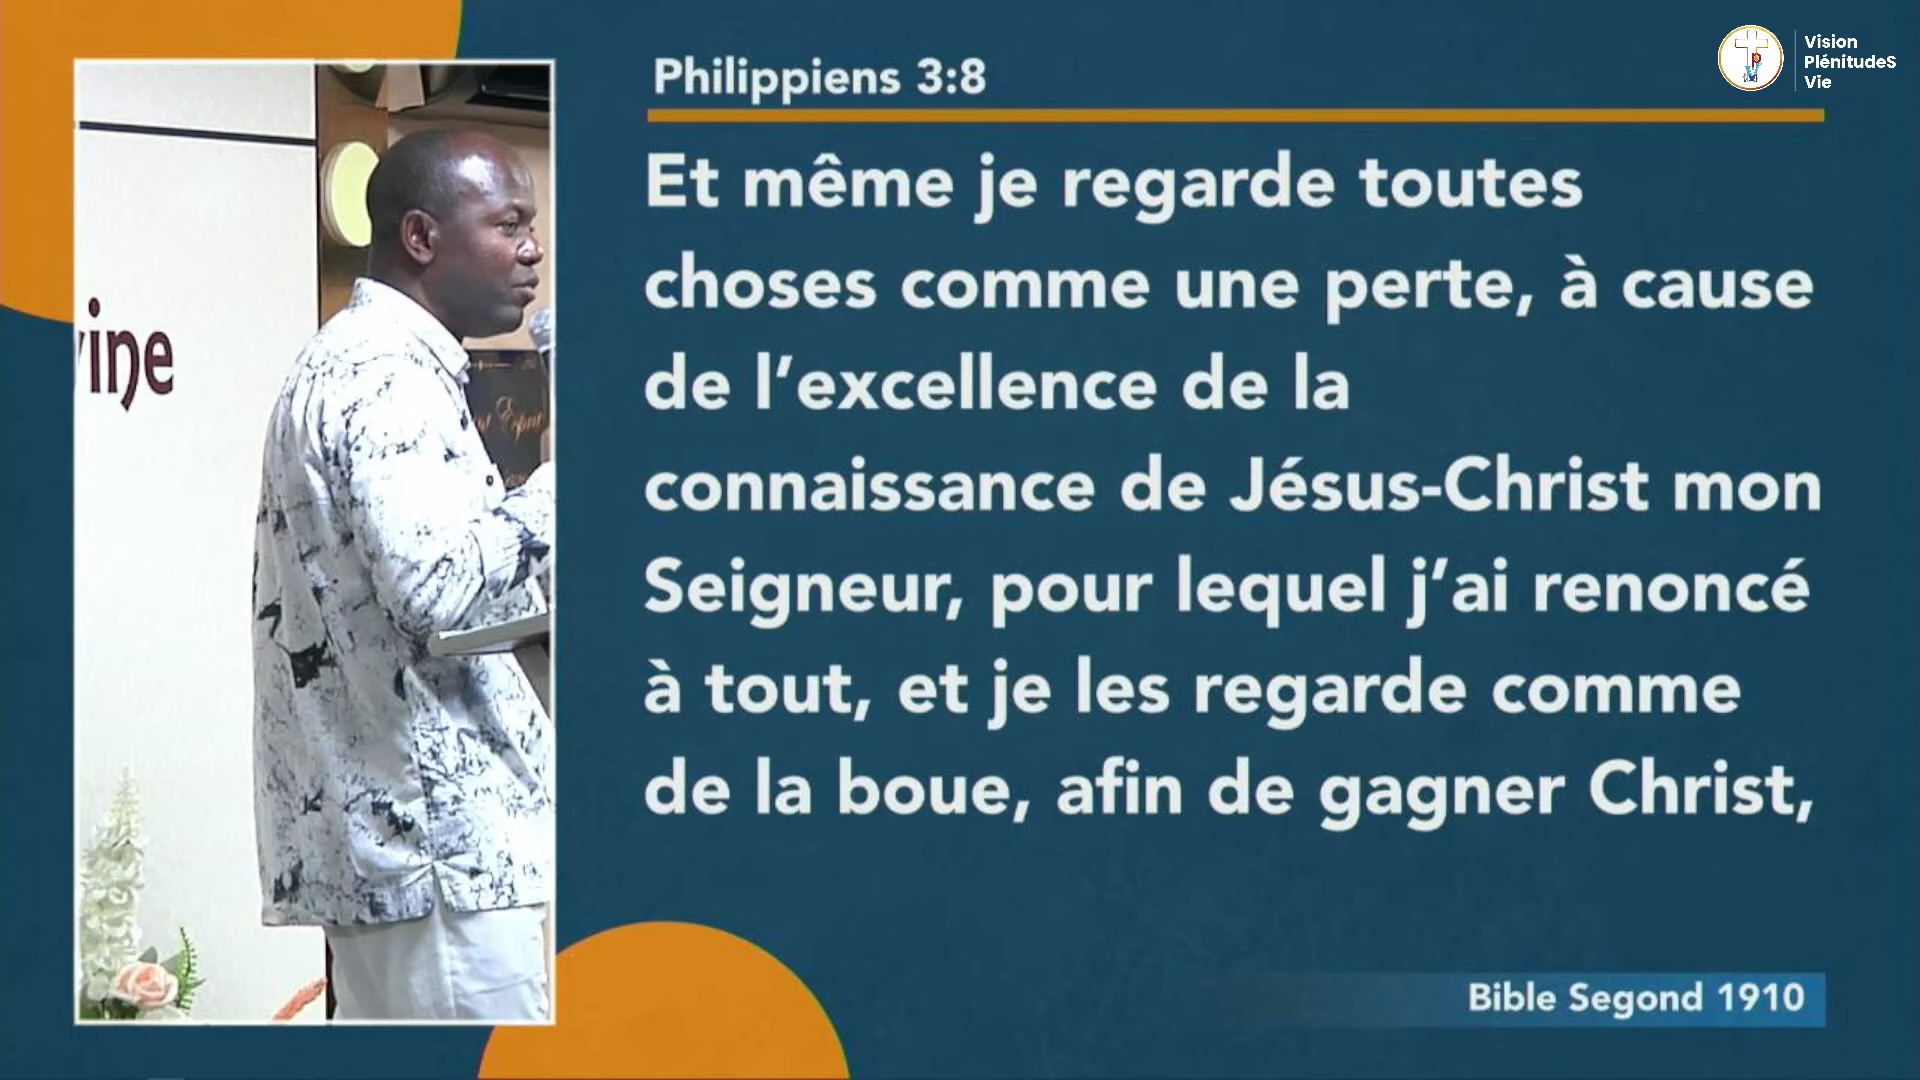 Philippiens 3:8
Vision
PlénitudeS
Vie
Et même je regarde toutes
choses comme une perte, à cause
de l’excellence de la
connaissance de Jésus-Christ mon
Seigneur, pour lequel j’ai renoncé
à tout, et je les regarde comme
de la boue, afin de gagner Christ,
Bible Segond 1910
vine